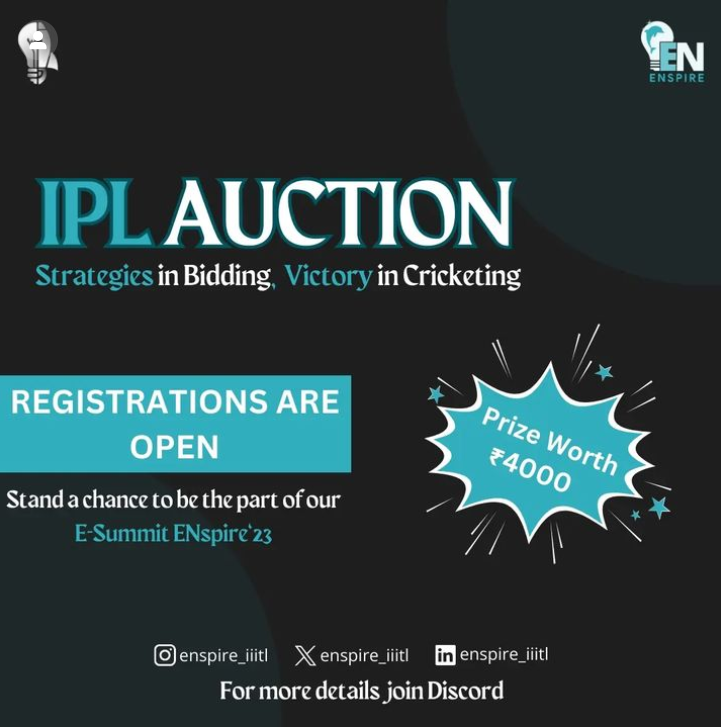 EN
ENSPIRE
IPL AUCTION
Strategies in Bidding, Victory in Cricketing
REGISTRATIONS ARE
OPEN
Prize Worth
₹4000
Stand a chance to be the part of our
E-Summit ENspire'23
enspire_iiitl enspire_iiitl enspire_iiitl
For more details join Discord